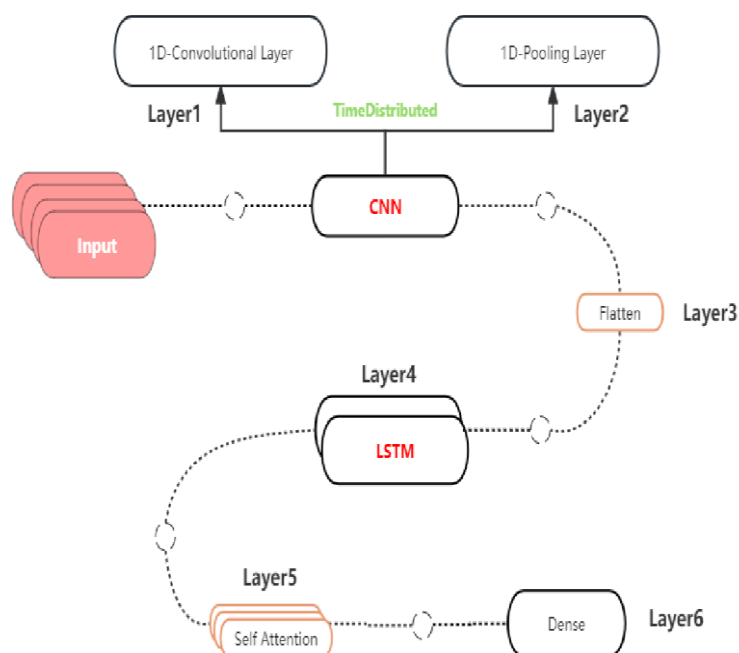 1D-Convolutional Layer
1D-Pooling Layer
Layer1
TimeDistributed
Layer2
CNN
Input
Flatten
Layer3
Layer4
LSTM
Layer5
Self Attention
Dense
Layer6